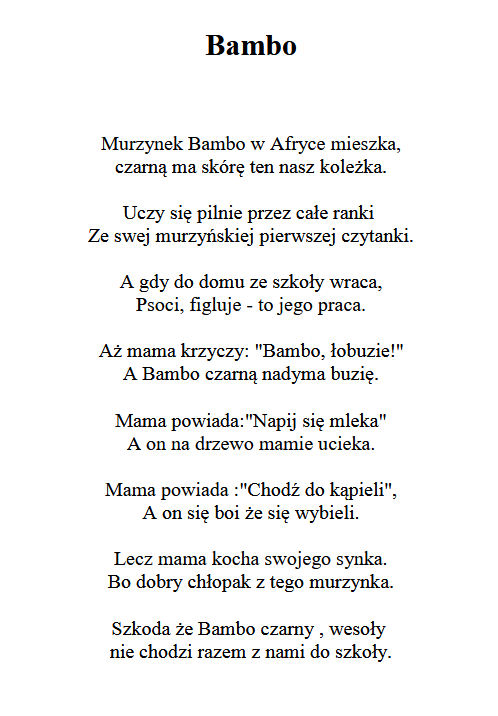 Bambo
Murzynek Bambo w Afryce mieszka,
czarną ma skórę ten nasz koleżka.
Uczy się pilnie przez całe ranki
Ze swej murzyńskiej pierwszej czytanki.
A gdy do domu ze szkoły wraca,
Psoci, figluje - to jego praca.
Aż mama krzyczy: "Bambo, łobuzie!"
A Bambo czarną nadyma buzię.
Mama powiada:"Napij się mleka"
A on na drzewo mamie ucieka.
Mama powiada :"Chodź do kąpieli",
A on się boi że się wybieli.
Lecz mama kocha swojego synka.
Bo dobry chłopak z tego murzynka.
Szkoda że Bambo czarny , wesoły
nie chodzi razem z nami do szkoły.